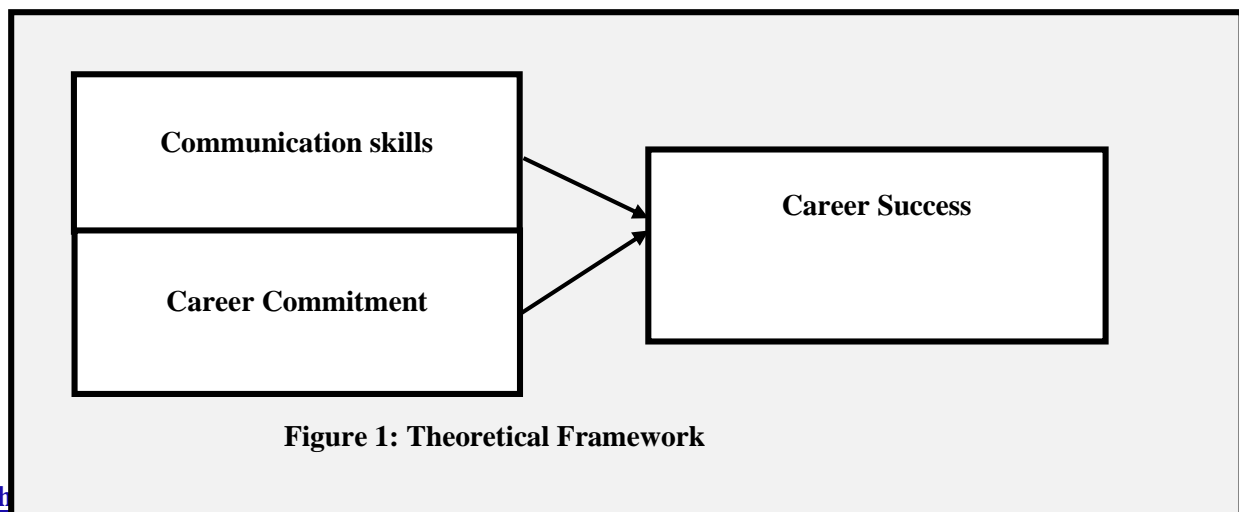 Communication skills
Career Success
Career Commitment
Figure 1: Theoretical Framework
h